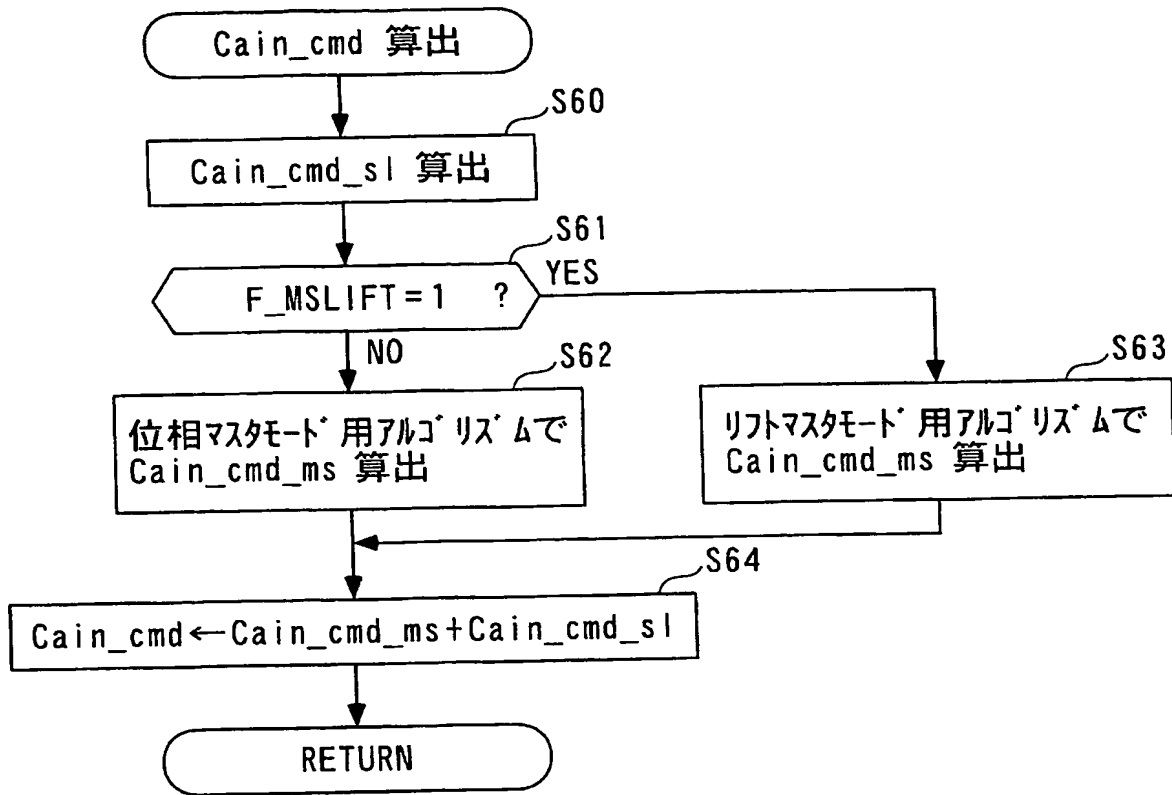 Cain_cmd 算出
S60
Cain_cmd_sl 算出
S61
F_MSLIFT=1 ?
YES
NO
S62
位相マスタモード用アルゴリズムで
Cain_cmd_ms 算出
S63
リフトマスタモード用アルゴリズムで
Cain_cmd_ms 算出
S64
Cain_cmd←Cain_cmd_ms+Cain_cmd_sl
RETURN